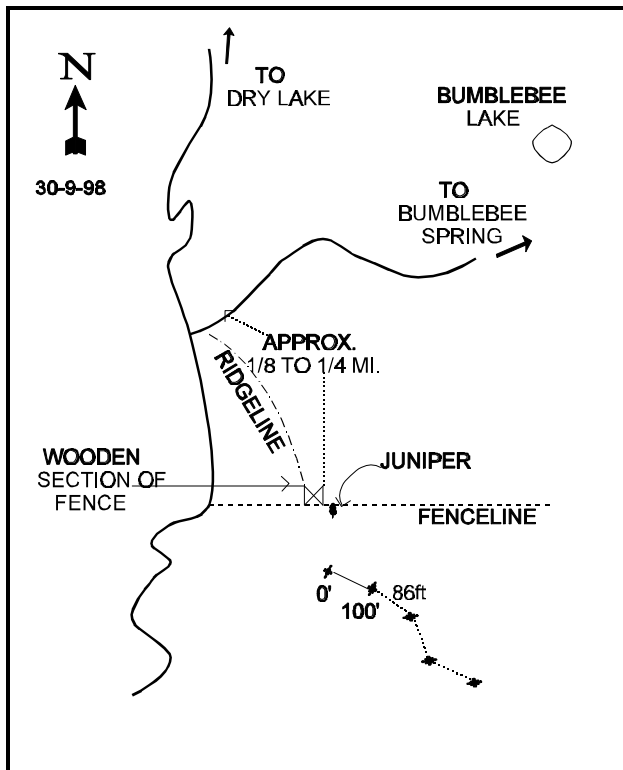 N
30-9-98
TO
DRY LAKE
BUMBLEBEE
LAKE
TO
BUMBLEBEE
SPRING
APPROX.
1/8 TO 1/4 MI.
RIDGELINE
WOODEN
SECTION OF
FENCE
JUNIPER
FENCELINE
0'
100'
86ft